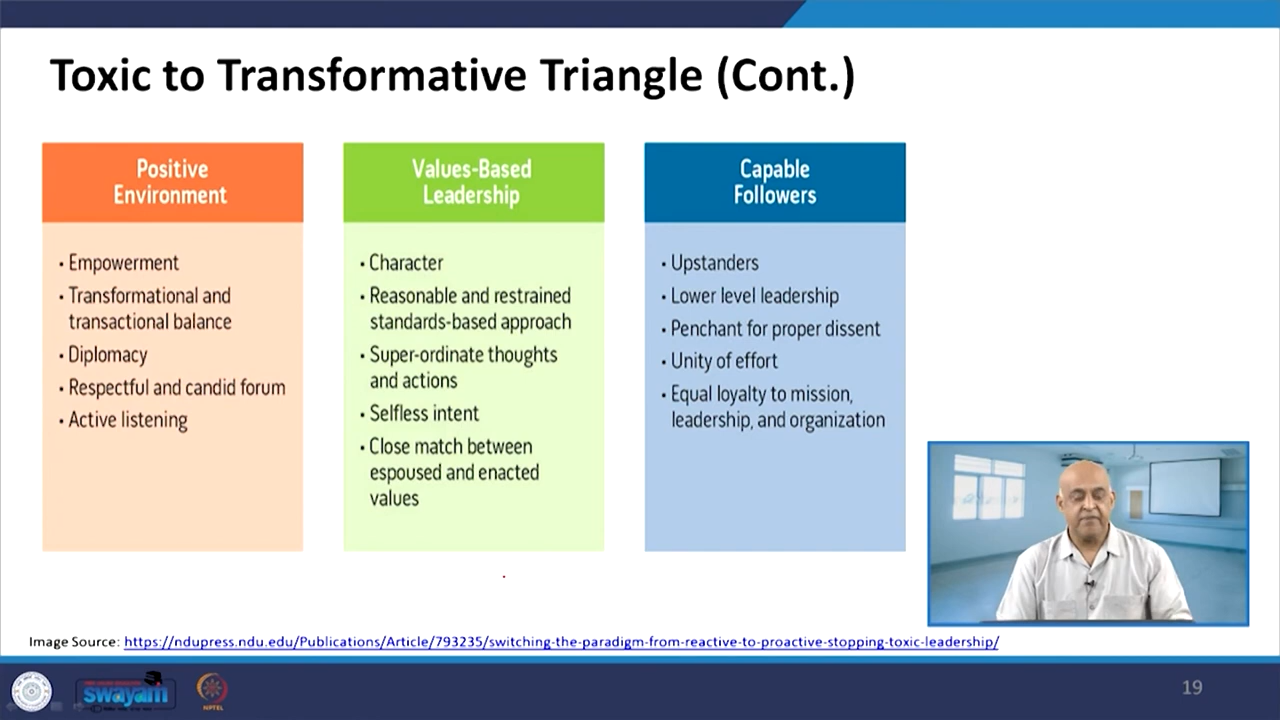 Toxic to Transformative Triangle (Cont.)
Positive
Environment
• Empowerment
• Transformational and
transactional balance
• Diplomacy
• Respectful and candid forum
• Active listening
Values-Based
Leadership
• Character
• Reasonable and restrained
standards-based approach
• Super-ordinate thoughts
and actions
• Selfless intent
• Close match between
espoused and enacted
values
Capable
Followers
• Upstanders
• Lower level leadership
• Penchant for proper dissent
• Unity of effort
• Equal loyalty to mission,
leadership, and organization
Image Source: https://ndupress.ndu.edu/Publications/Article/793235/switching-the-paradigm-from-reactive-to-proactive-stopping-toxic-leadership/
swayam
NPTEL
19